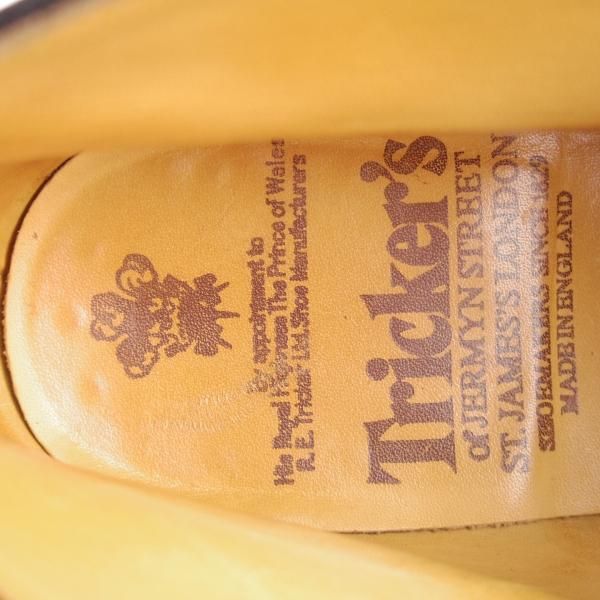 By appointment to
His Royal Highness The Prince of Wales
R. E. Tricker Ltd. Shoe Manufacturers
Tricker's
of JERMYN STREET
ST. JAMES'S LONDON
SHOEMAKERS SINCE 1829
MADE IN ENGLAND